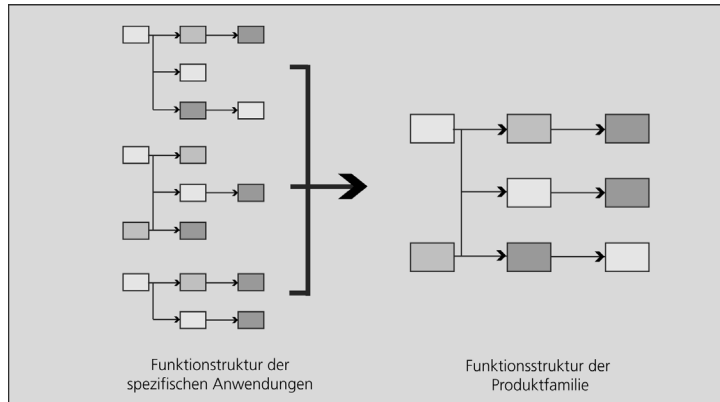 Funktionstruktur der
spezifischen Anwendungen
Funktionsstruktur der
Produktfamilie